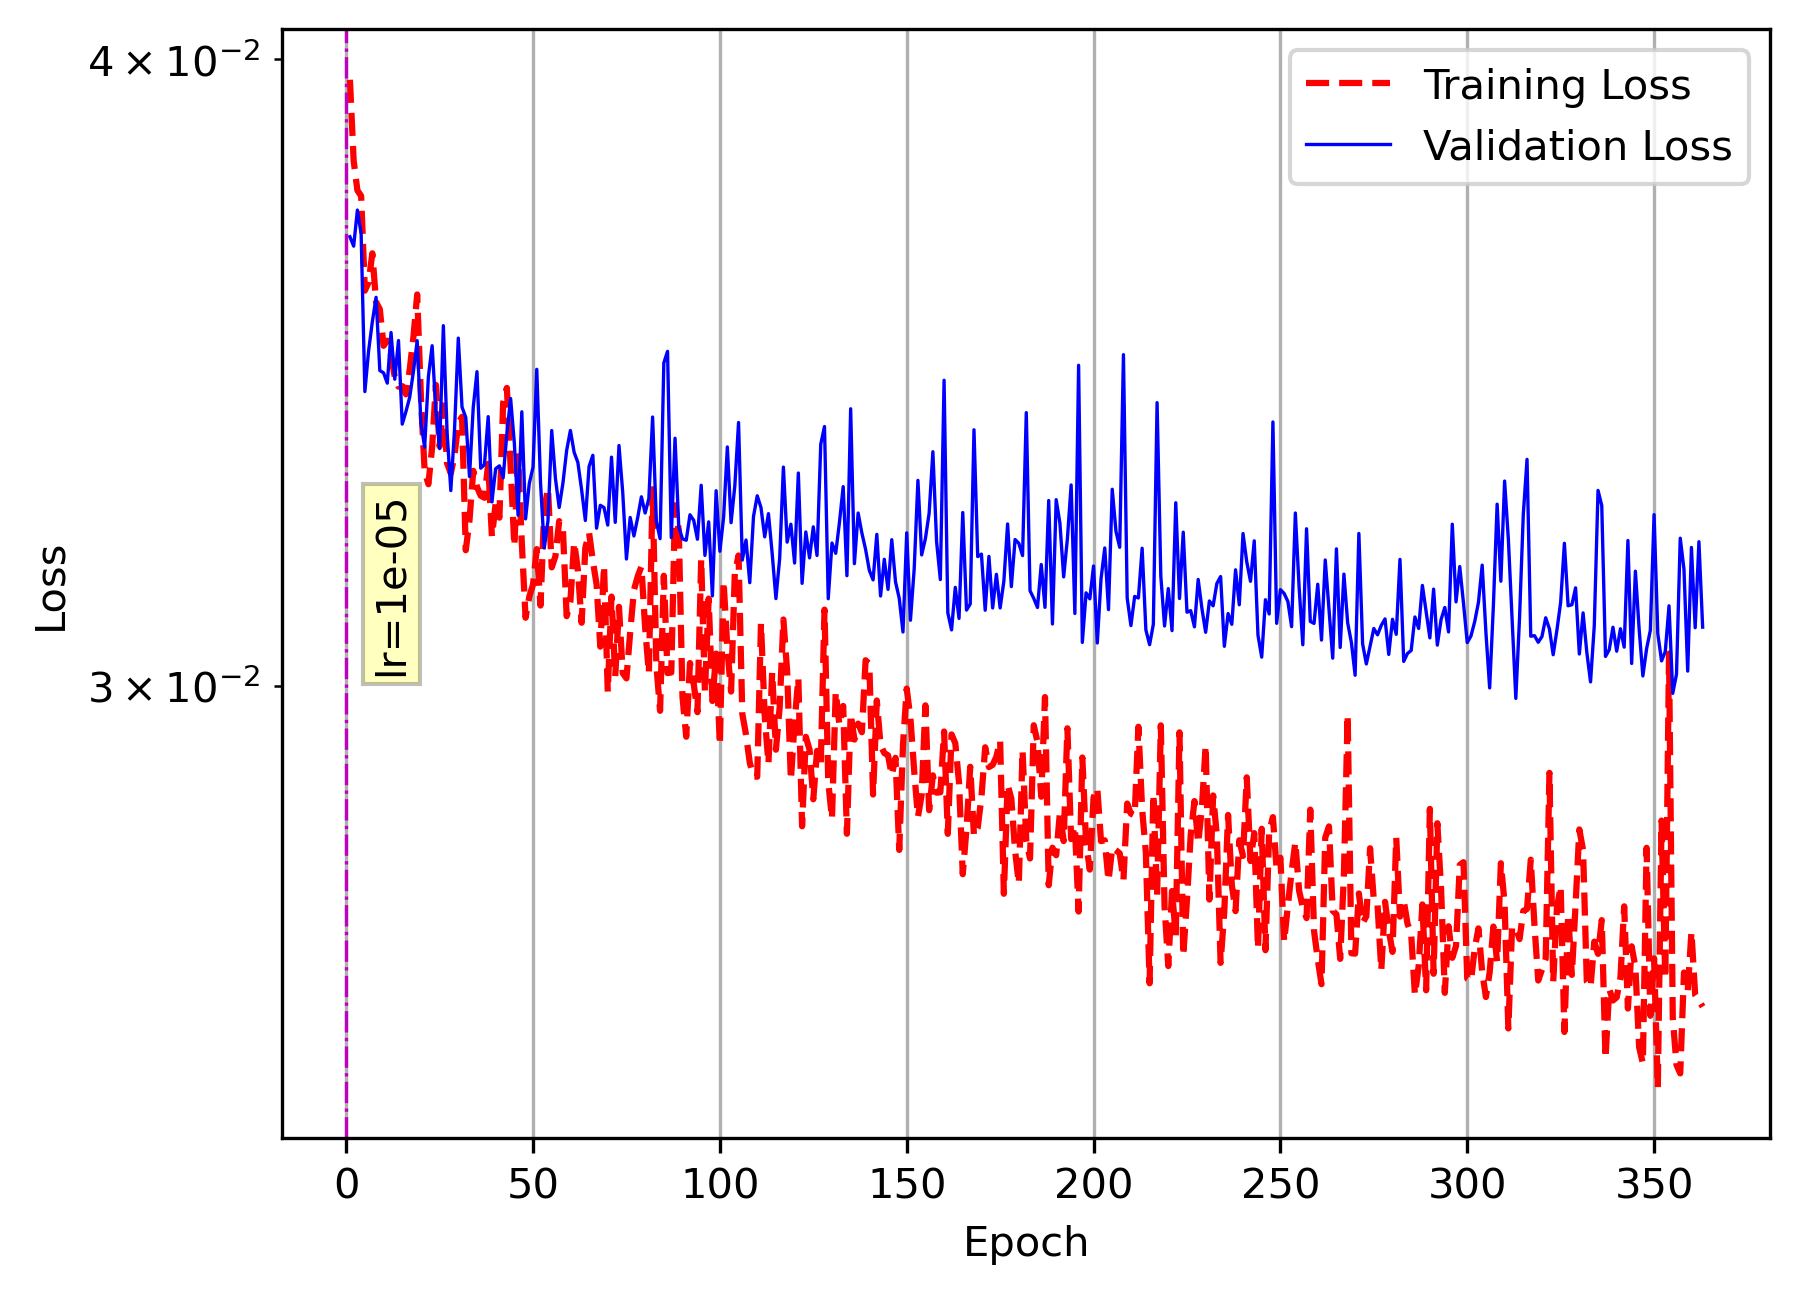 4 × 10⁻²
3 × 10⁻²
Loss
lr=1e-05
Training Loss
Validation Loss
0 50 100 150 200 250 300 350
Epoch